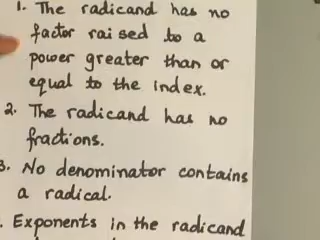 1. The radicand has no
factor raised to a
power greater than or
equal to the index.
2. The radicand has no
fractions.
3. No denominator contains
a radical.
. Exponents in the radicand